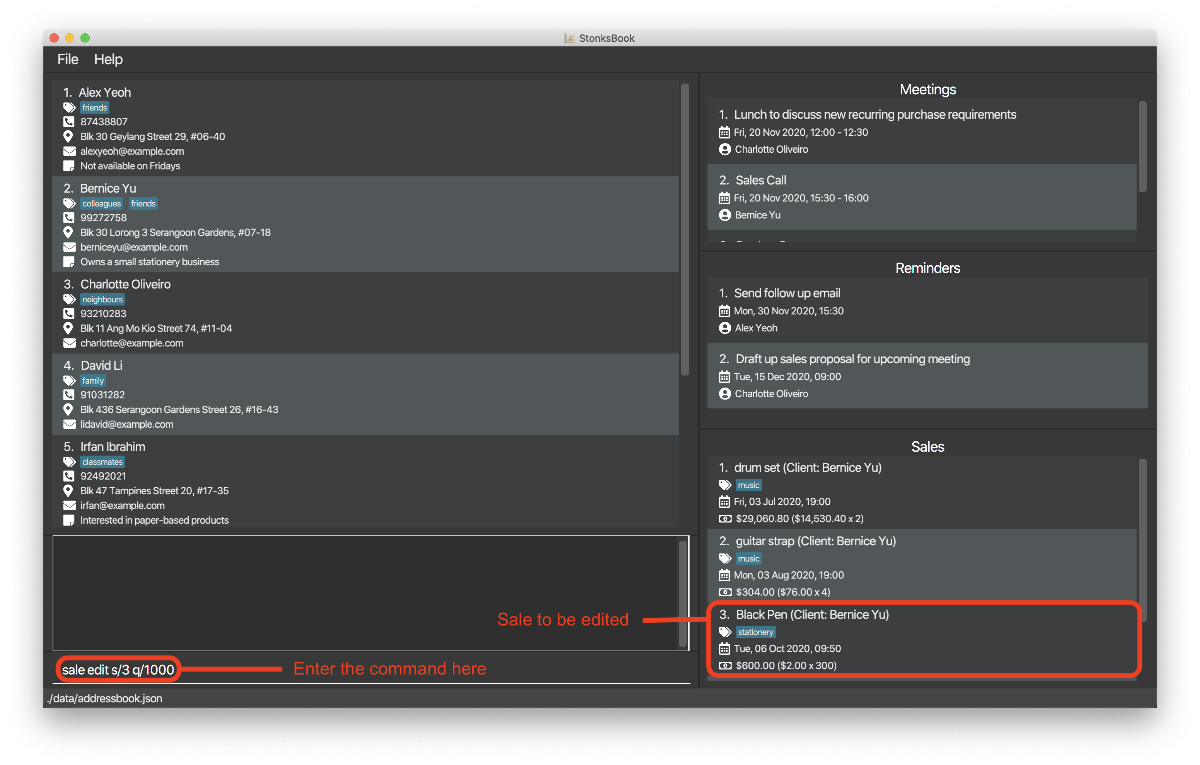 StonksBook
File Help
1. Alex Yeoh
friends
87438807
Blk 30 Geylang Street 29, #06-40
alexyeoh@example.com
Not available on Fridays
2. Bernice Yu
colleagues friends
99272758
Blk 30 Lorong 3 Serangoon Gardens, #07-18
berniceyu@example.com
Owns a small stationery business
3. Charlotte Oliveiro
neighbours
93210283
Blk 11 Ang Mo Kio Street 74, #11-04
charlotte@example.com
4. David Li
family
91031282
Blk 436 Serangoon Gardens Street 26, #16-43
lidavid@example.com
5. Irfan Ibrahim
classmates
92492021
Blk 47 Tampines Street 20, #17-35
irfan@example.com
Interested in paper-based products
Sale to be edited
sale edit s/3 q/1000
Enter the command here
./data/addressbook.json
Meetings
1. Lunch to discuss new recurring purchase requirements
Fri, 20 Nov 2020, 12:00 - 12:30
Charlotte Oliveiro
2. Sales Call
Fri, 20 Nov 2020, 15:30 - 16:00
Bernice Yu
Reminders
1. Send follow up email
Mon, 30 Nov 2020, 15:30
Alex Yeoh
2. Draft up sales proposal for upcoming meeting
Tue, 15 Dec 2020, 09:00
Charlotte Oliveiro
Sales
1. drum set (Client: Bernice Yu)
music
Fri, 03 Jul 2020, 19:00
$29,060.80 ($14,530.40 x 2)
2. guitar strap (Client: Bernice Yu)
music
Mon, 03 Aug 2020, 19:00
$304.00 ($76.00 x 4)
3. Black Pen (Client: Bernice Yu)
stationery
Tue, 06 Oct 2020, 09:50
$600.00 ($2.00 x 300)